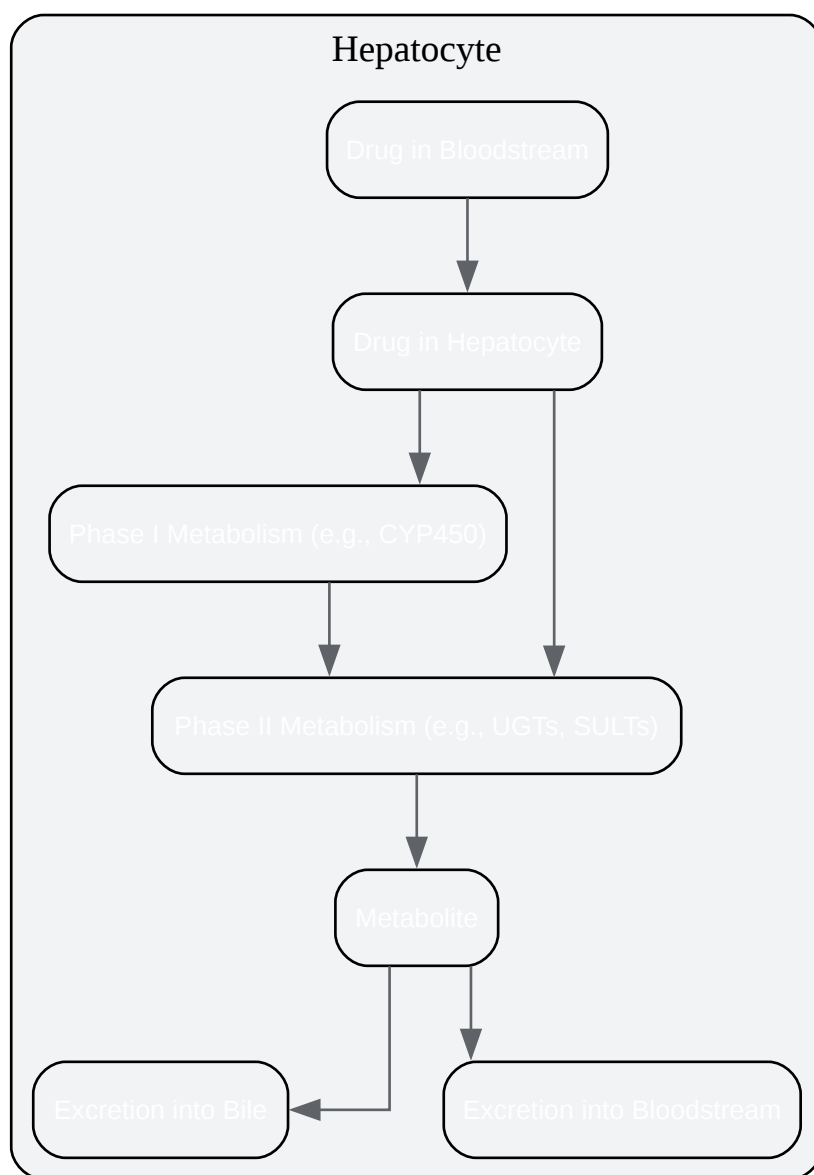 Hepatocyte
Drug in Bloodstream
Drug in Hepatocyte
Phase I Metabolism (e.g., CYP450)
Phase II Metabolism (e.g., UGTs, SULTs)
Metabolite
Excretion into Bile
Excretion into Bloodstream